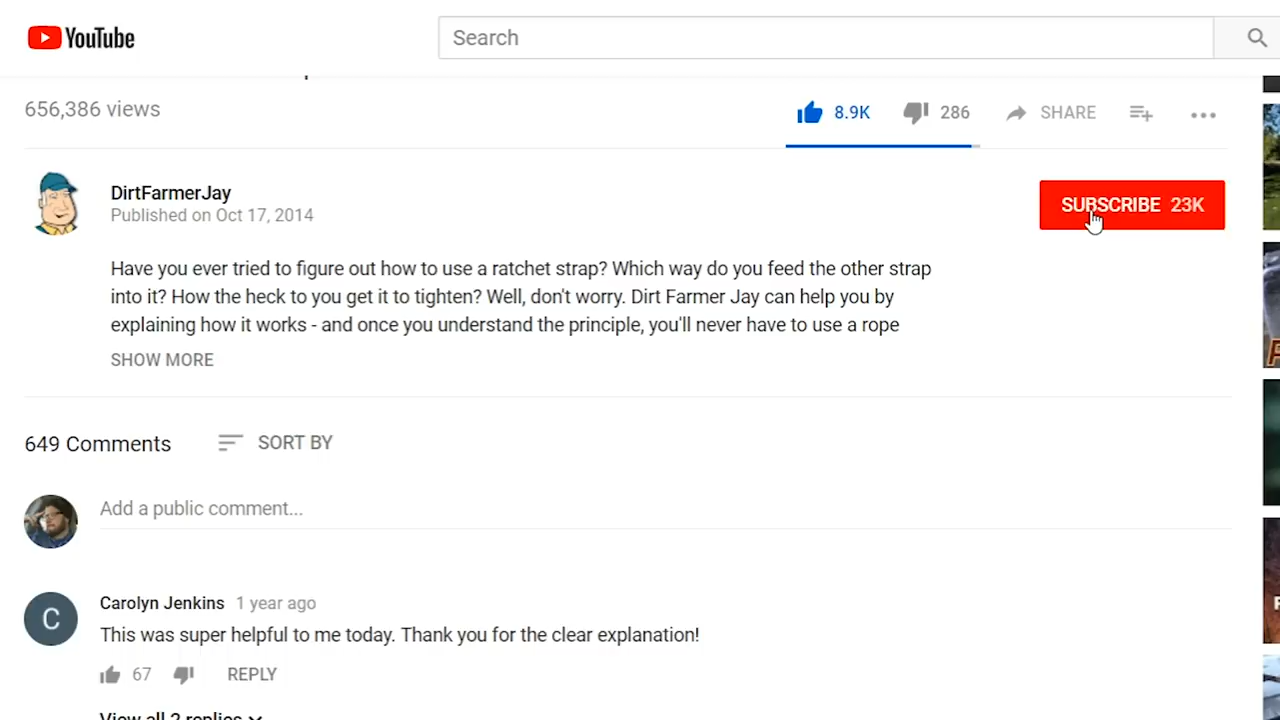 YouTube
Search
656,386 views
8.9K 286 SHARE
DirtFarmerJay
Published on Oct 17, 2014
SUBSCRIBE 23K
Have you ever tried to figure out how to use a ratchet strap? Which way do you feed the other strap
into it? How the heck to you get it to tighten? Well, don't worry. Dirt Farmer Jay can help you by
explaining how it works - and once you understand the principle, you'll never have to use a rope
SHOW MORE
649 Comments SORT BY
Add a public comment...
C
Carolyn Jenkins 1 year ago
This was super helpful to me today. Thank you for the clear explanation!
67 REPLY
View all 2 replies